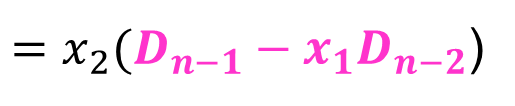 = x₂(Dₙ₋₁ − x₁Dₙ₋₂)